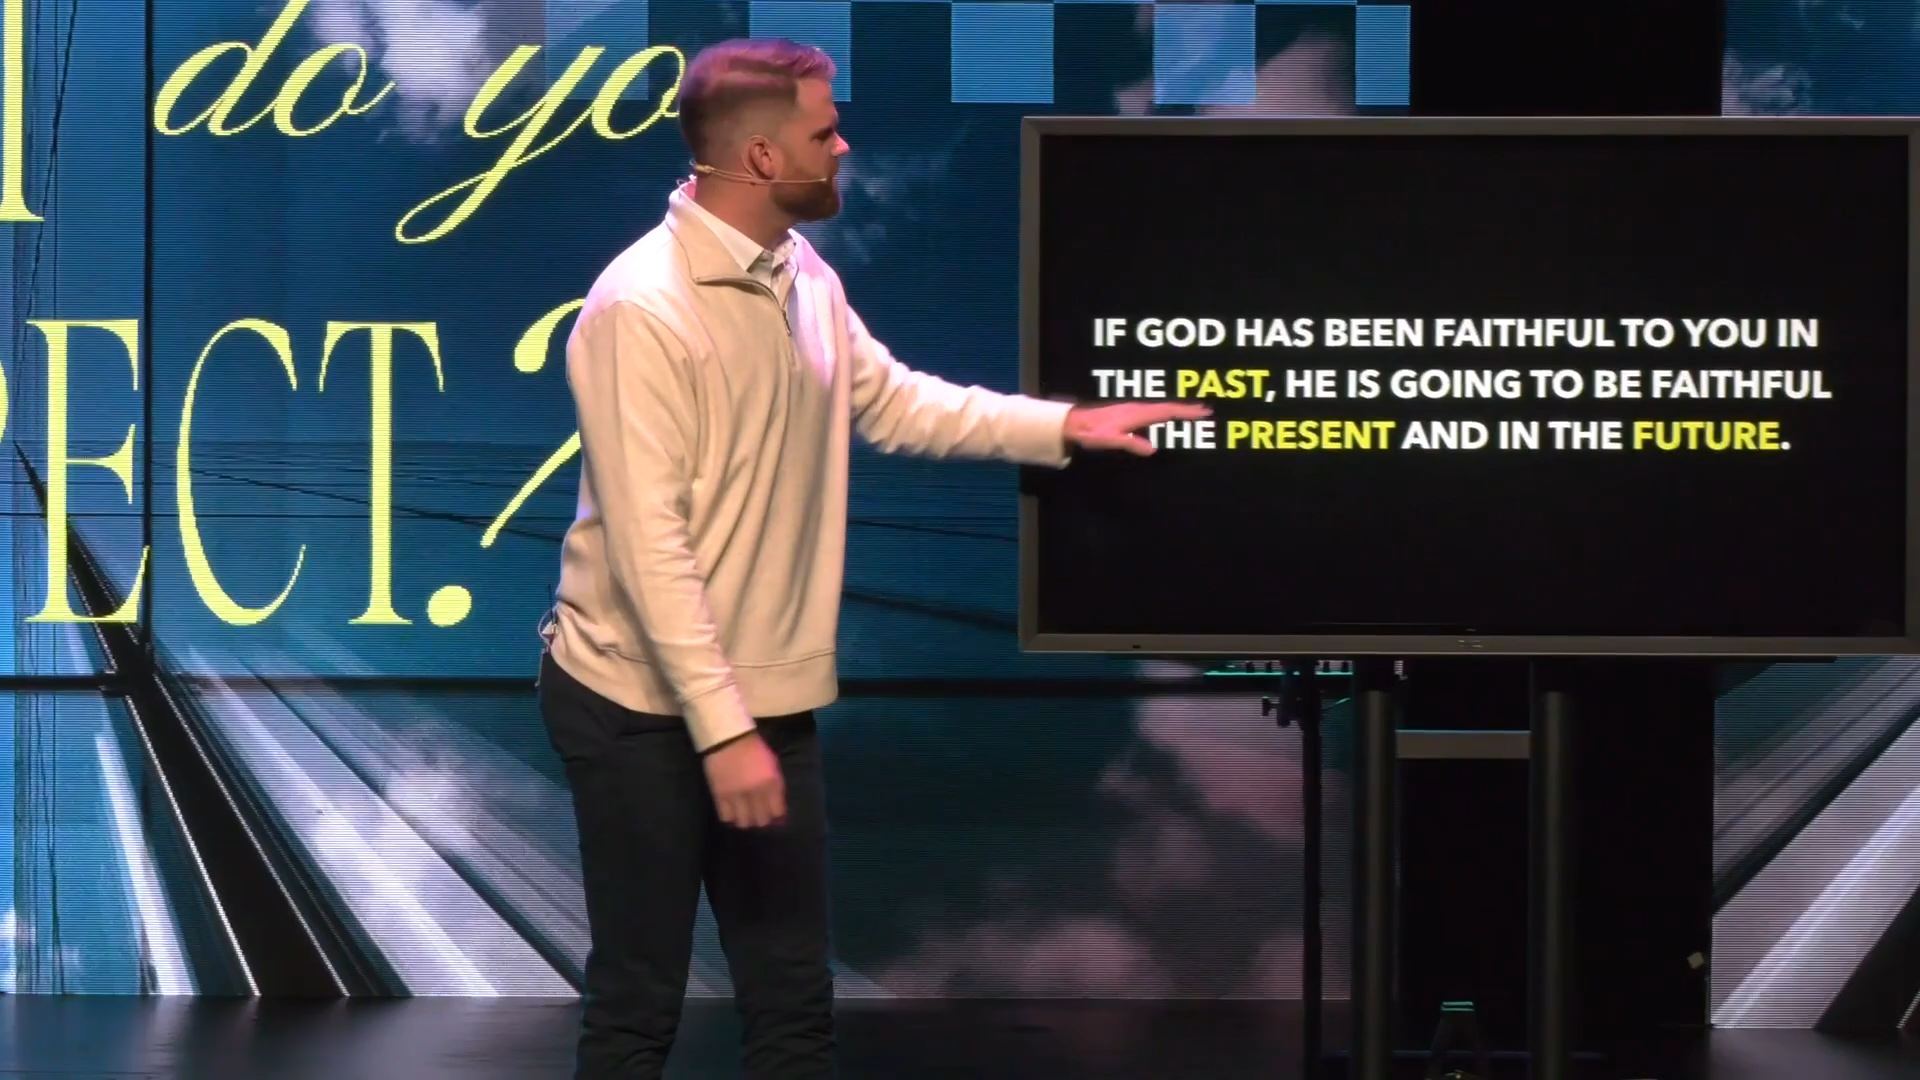 do yo
ECT.?
IF GOD HAS BEEN FAITHFUL TO YOU IN
THE PAST, HE IS GOING TO BE FAITHFUL
THE PRESENT AND IN THE FUTURE.